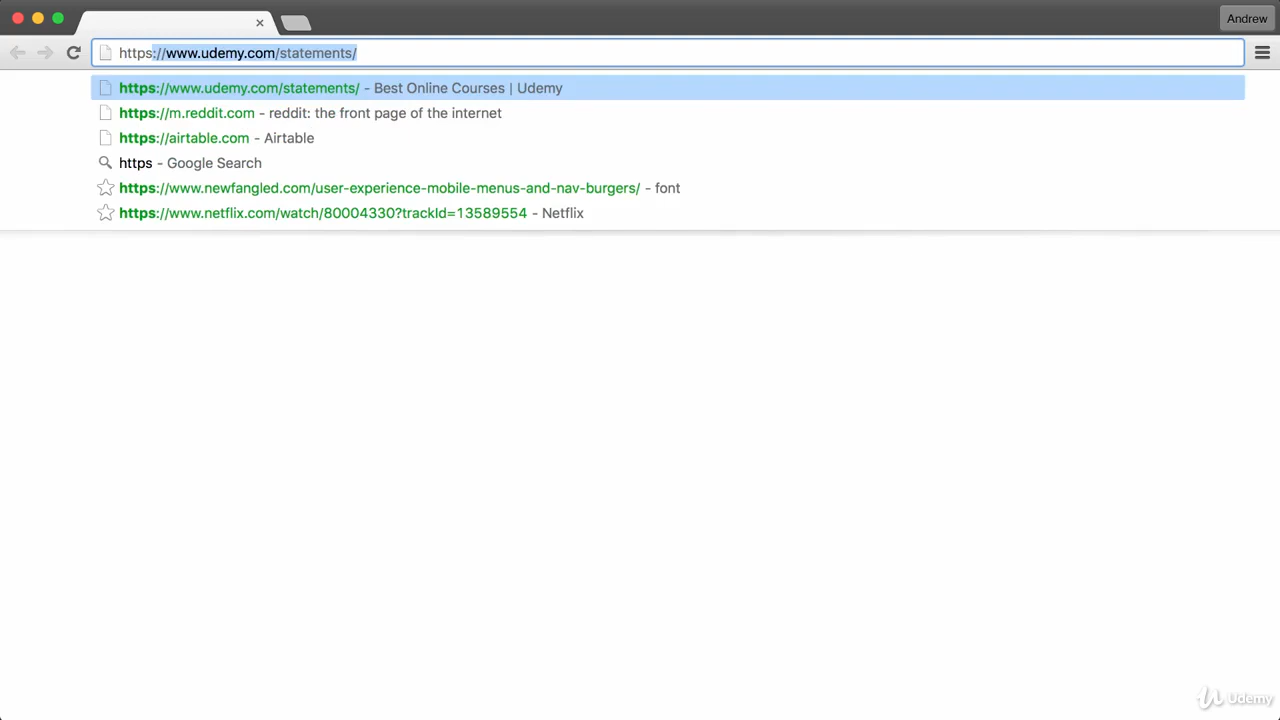 Andrew
https://www.udemy.com/statements/
https://www.udemy.com/statements/ - Best Online Courses | Udemy
https://m.reddit.com - reddit: the front page of the internet
https://airtable.com - Airtable
https - Google Search
https://www.newfangled.com/user-experience-mobile-menus-and-nav-burgers/ - font
https://www.netflix.com/watch/80004330?trackId=13589554 - Netflix
Udemy